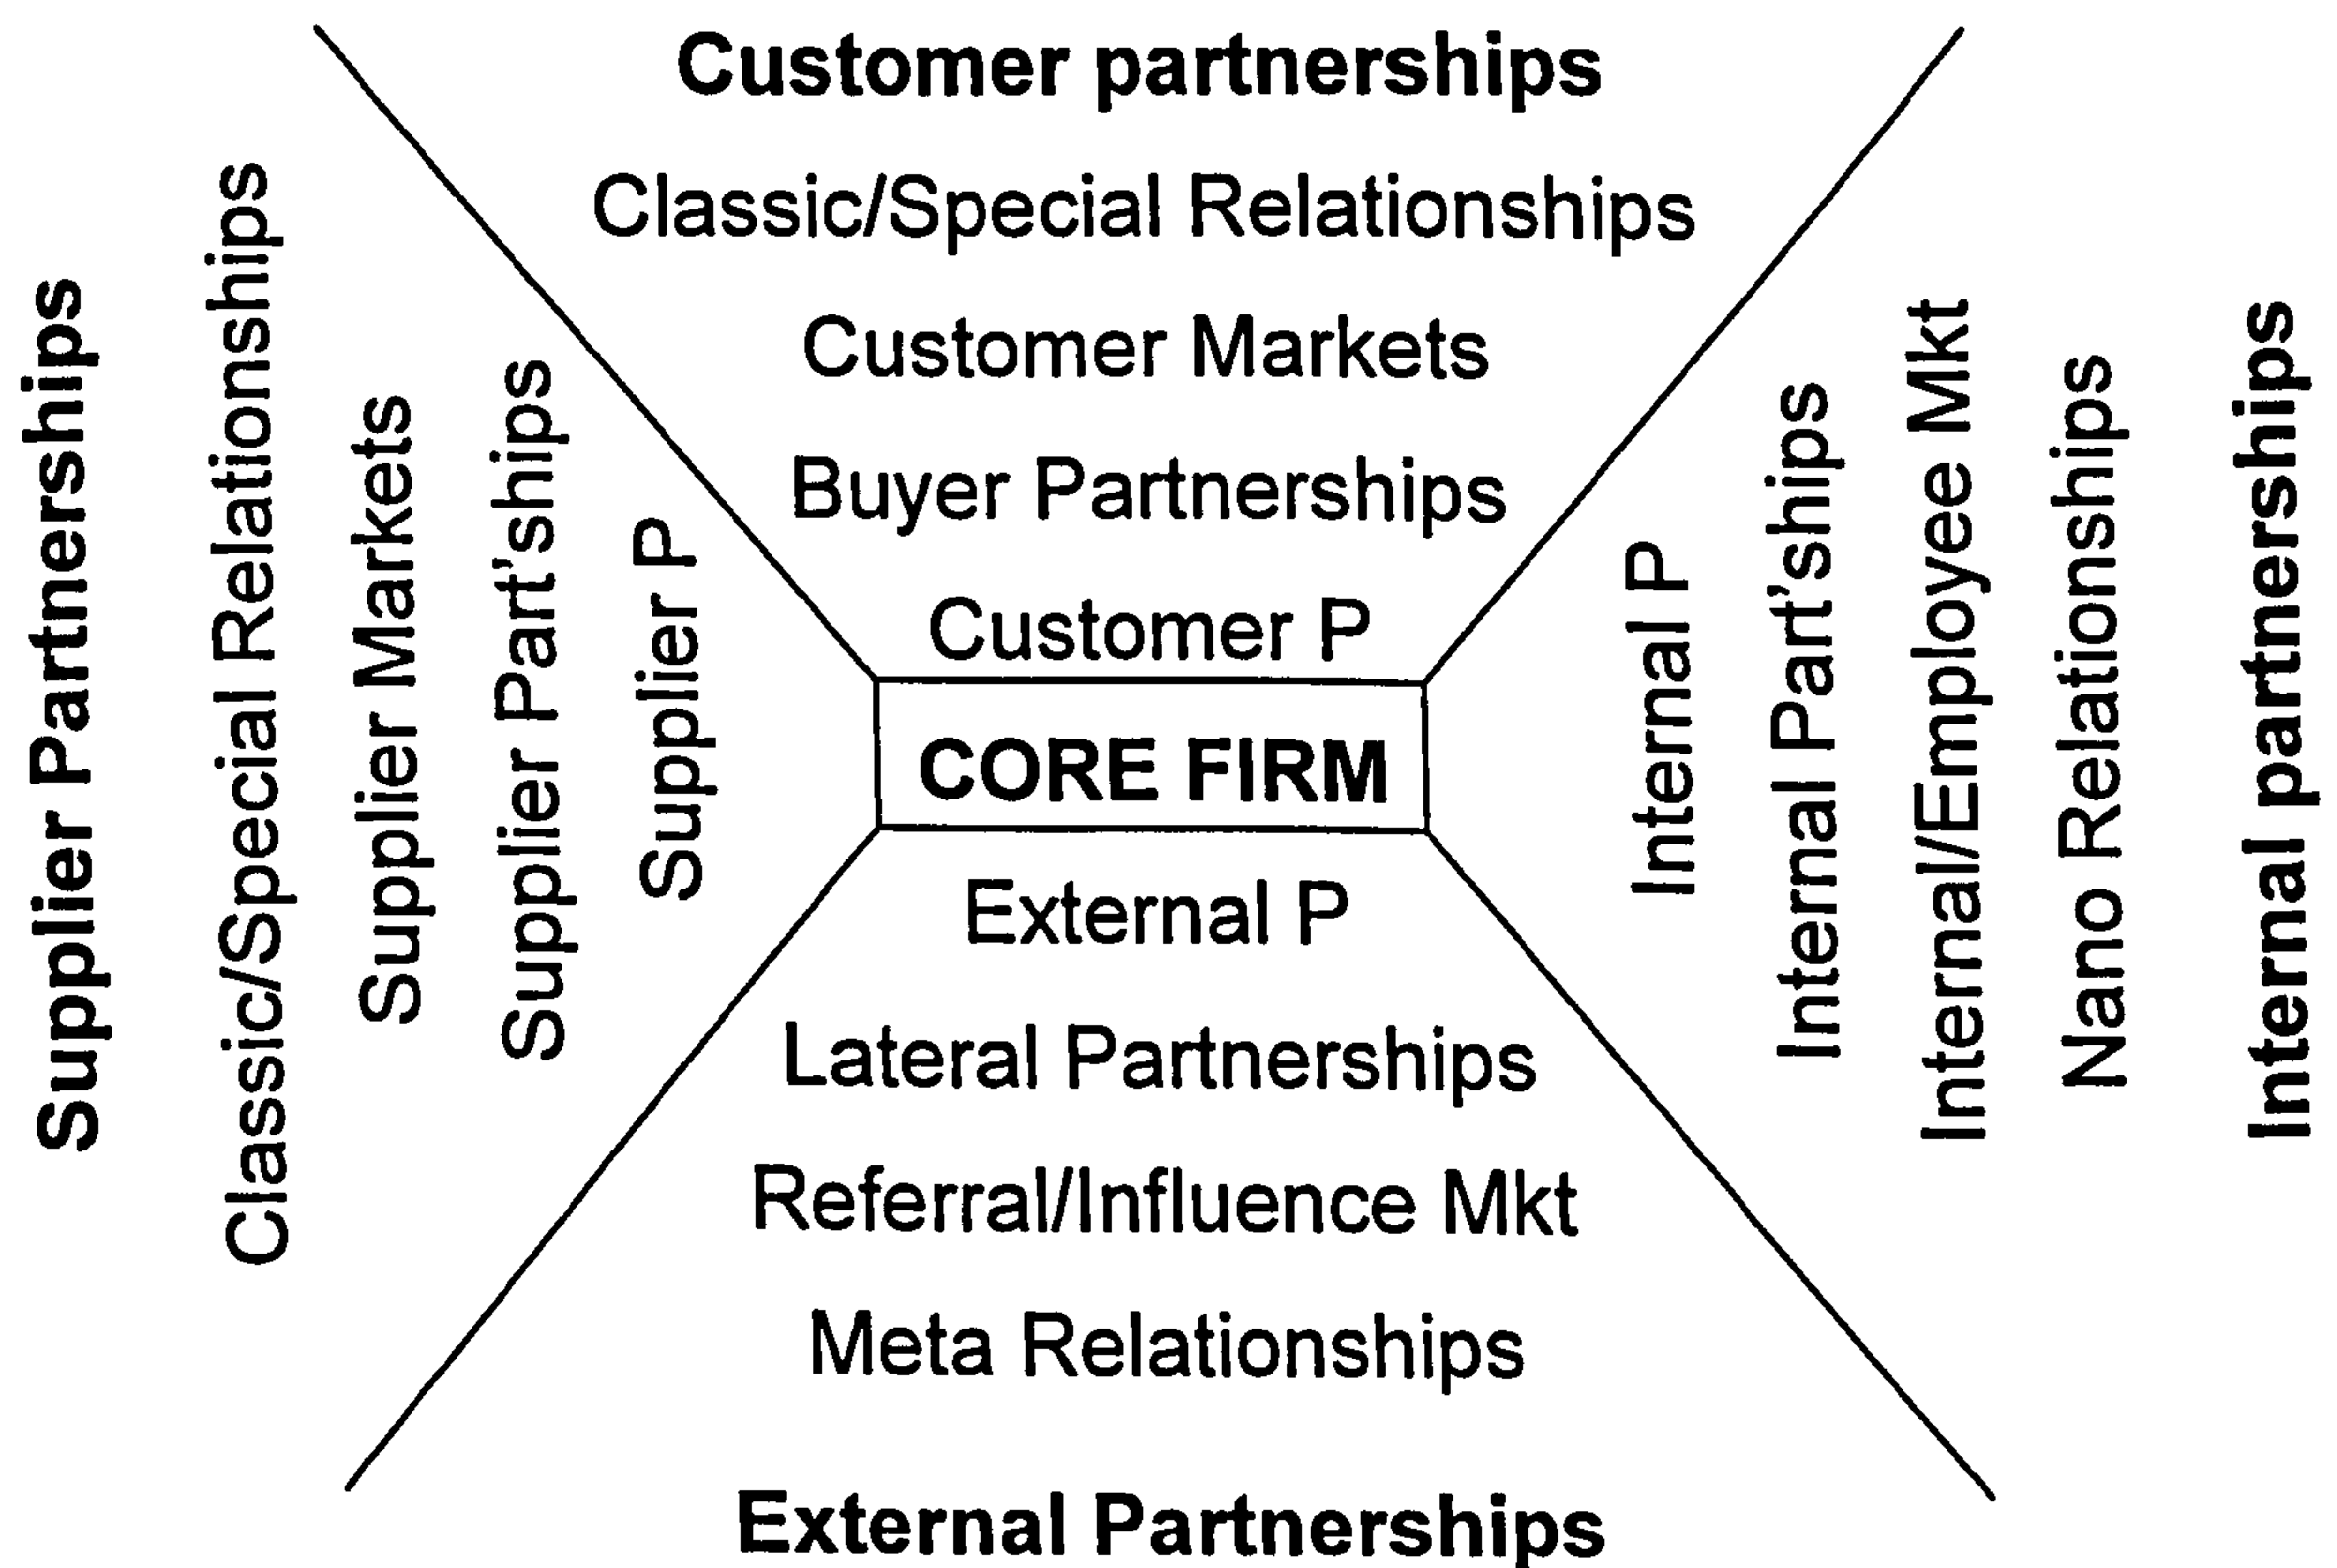 Customer partnerships
Classic/Special Relationships
Customer Markets
Buyer Partnerships
Customer P
Supplier Partnerships
Classic/Special Relationships
Supplier Markets
Supplier Part'ships
Supplier P
CORE FIRM
Internal P
Internal Part'ships
Internal/Employee Mkt
Nano Relationships
Internal partnerships
External P
Lateral Partnerships
Referral/Influence Mkt
Meta Relationships
External Partnerships